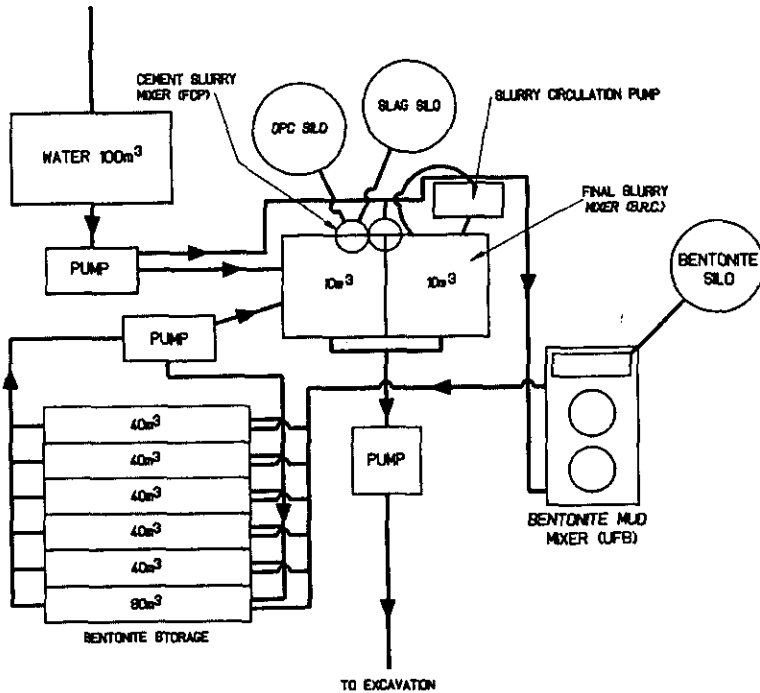 CEMENT SLURRY
MIXER (FCP)
OPC SILO
SLAG SILO
SLURRY CIRCULATION PUMP
WATER 100m³
FINAL SLURRY
MIXER (B.R.C.)
PUMP
10m³
10m³
BENTONITE
SILO
PUMP
40m³
40m³
40m³
40m³
40m³
80m³
BENTONITE STORAGE
PUMP
BENTONITE MUD
MIXER (UFB)
TO EXCAVATION